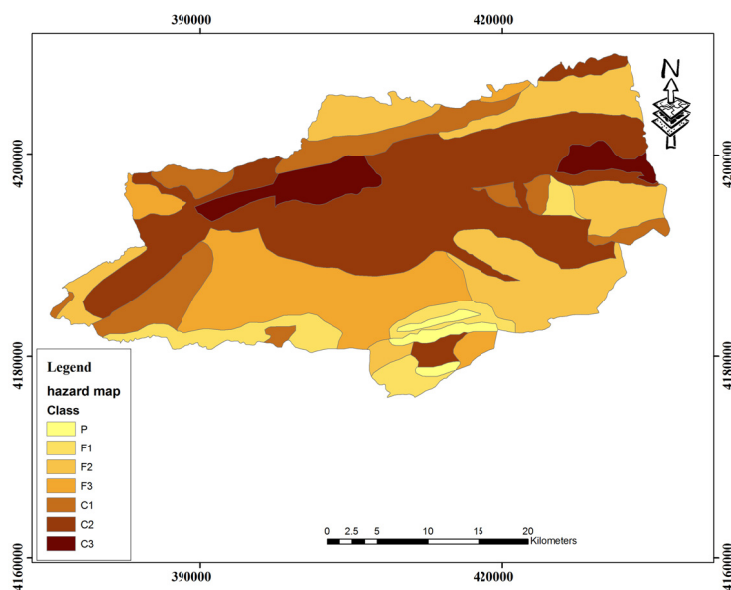 390000 420000
N
4200000 4200000
4180000 4180000
Legend
hazard map
Class
P
F1
F2
F3
C1
C2
C3
0 2.5 5 10 15 20
Kilometers
4160000 4160000
390000 420000